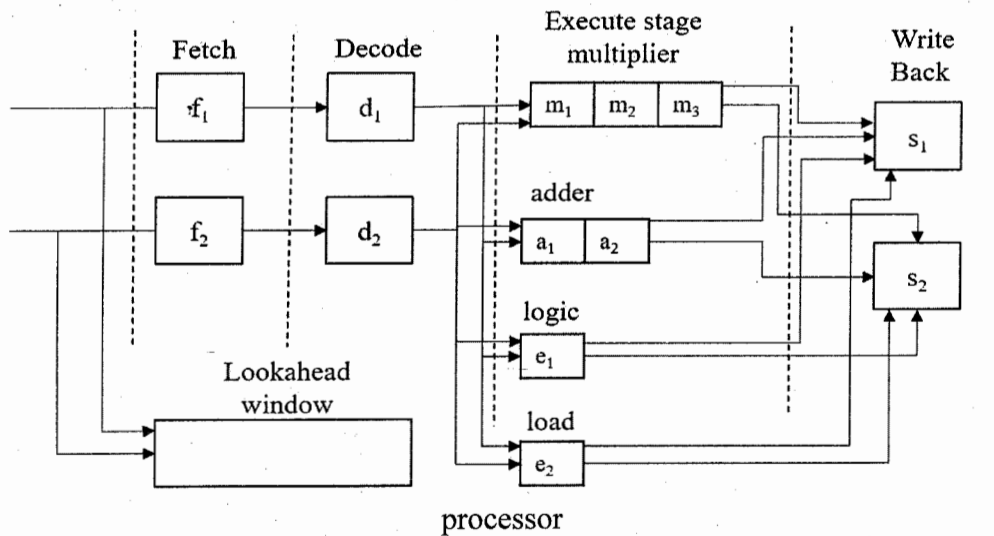 Execute stage
multiplier
Write
Back
Fetch
Decode
f₁
d₁
m₁ m₂ m₃
s₁
adder
f₂
d₂
a₁ a₂
s₂
logic
e₁
Lookahead
window
load
e₂
processor